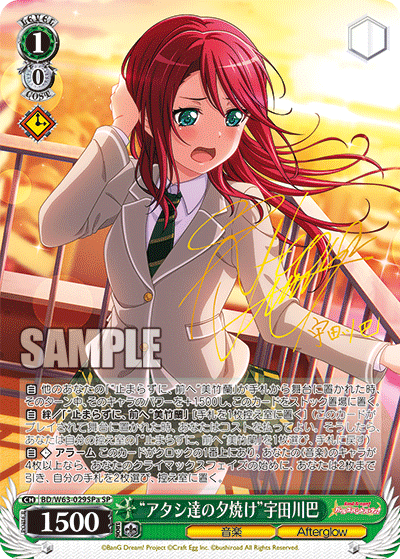 LEVEL
1
0
COST
SAMPLE
宇田川巴
自 他のあなたの「止まらずに、前へ"美竹蘭」が手札から舞台に置かれた時、
そのターン中、そのキャラのパワーを+1500し、このカードをストック置場に置く。
自 絆/「"止まらずに、前へ"美竹蘭」 [手札を1枚控え室に置く] (このカードが
プレイされて舞台に置かれた時、あなたはコストを払ってよい。そうしたら、
あなたは自分の控え室の「"止まらずに、前へ"美竹蘭」を1枚選び、手札に戻す)
自 アラーム このカードがクロックの1番上にあり、あなたの《音楽》のキャラが
4枚以上なら、あなたのクライマックスフェイズの始めに、あなたは2枚まで
引き、自分の手札を2枚選び、控え室に置く。
CH BD/W63-029SPa SP
1500
"アタシ達の夕焼け"宇田川巴
音楽
Afterglow
©BanG Dream! Project ©Craft Egg Inc. ©bushiroad All Rights Reserved.